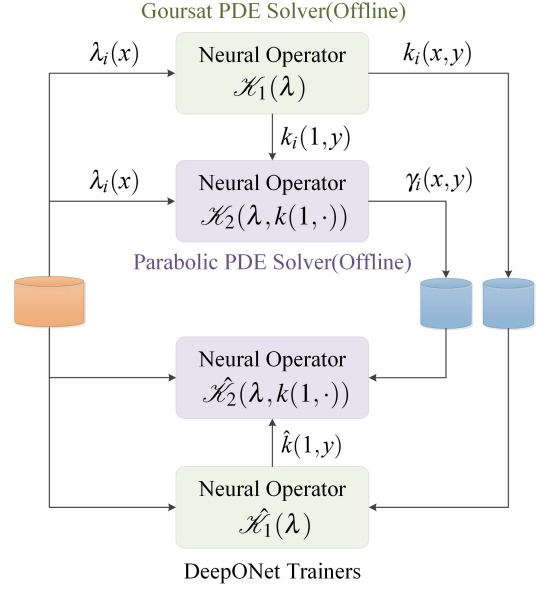 Goursat PDE Solver(Offline)
λᵢ(x)
Neural Operator
𝒦₁(λ)
kᵢ(x,y)
kᵢ(1,y)
λᵢ(x)
Neural Operator
𝒦₂(λ,k(1,·))
γᵢ(x,y)
Parabolic PDE Solver(Offline)
Neural Operator
𝒦̂₂(λ,k(1,·))
k̂(1,y)
Neural Operator
𝒦̂₁(λ)
DeepONet Trainers